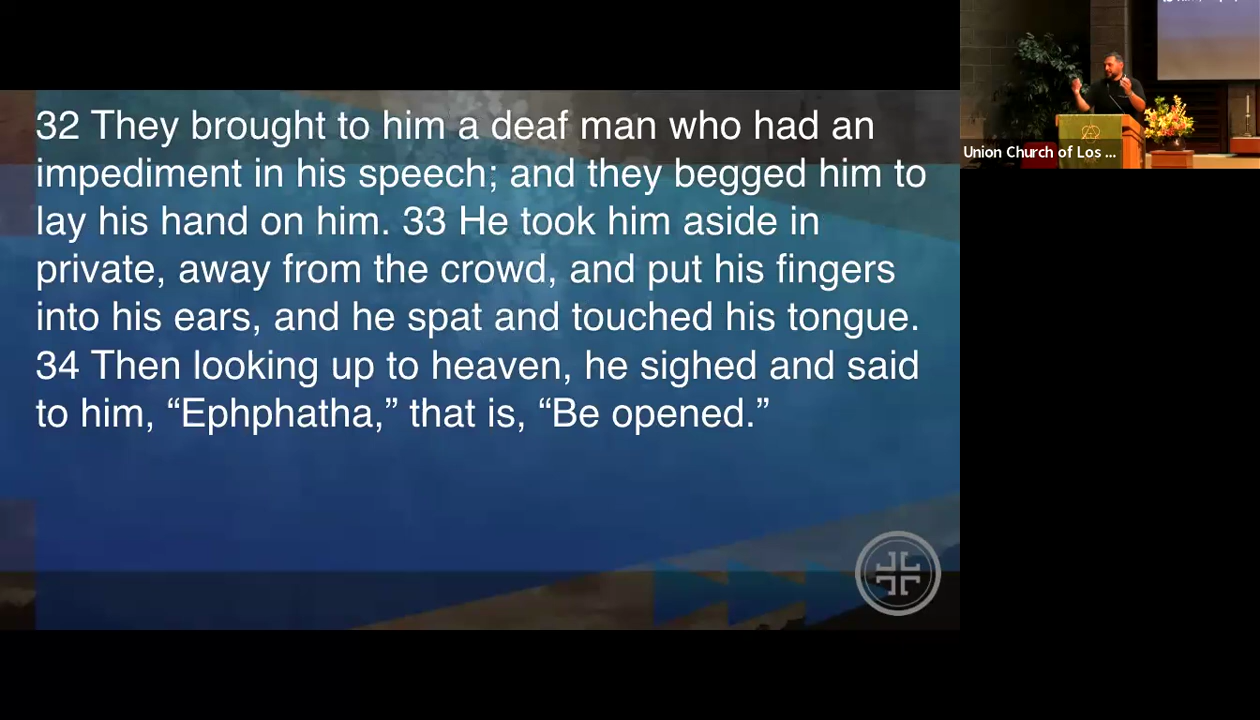 32 They brought to him a deaf man who had an
impediment in his speech; and they begged him to
lay his hand on him. 33 He took him aside in
private, away from the crowd, and put his fingers
into his ears, and he spat and touched his tongue.
34 Then looking up to heaven, he sighed and said
to him, “Ephphatha,” that is, “Be opened.”
Union Church of Los ...